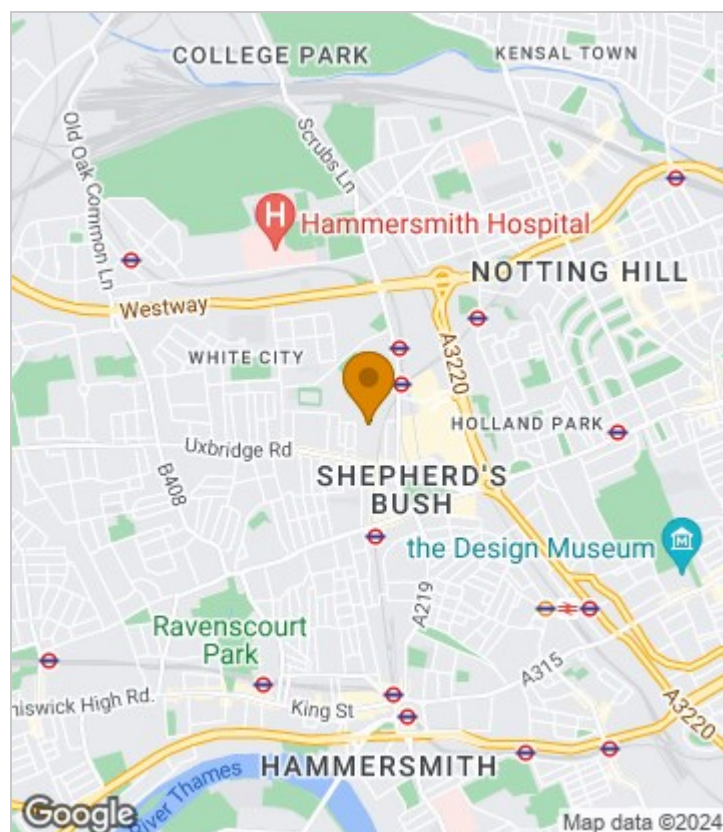 COLLEGE PARK
KENSAL TOWN
Old Oak Common Ln
Scrubs Ln
H
Hammersmith Hospital
NOTTING HILL
Westway
WHITE CITY
A3220
HOLLAND PARK
Uxbridge Rd
SHEPHERD'S
BUSH
B408
the Design Museum
M
A219
Ravenscourt
Park
A315
niswick High Rd.
King St
A3220
HAMMERSMITH
River Thames
Google
Map data ©2024